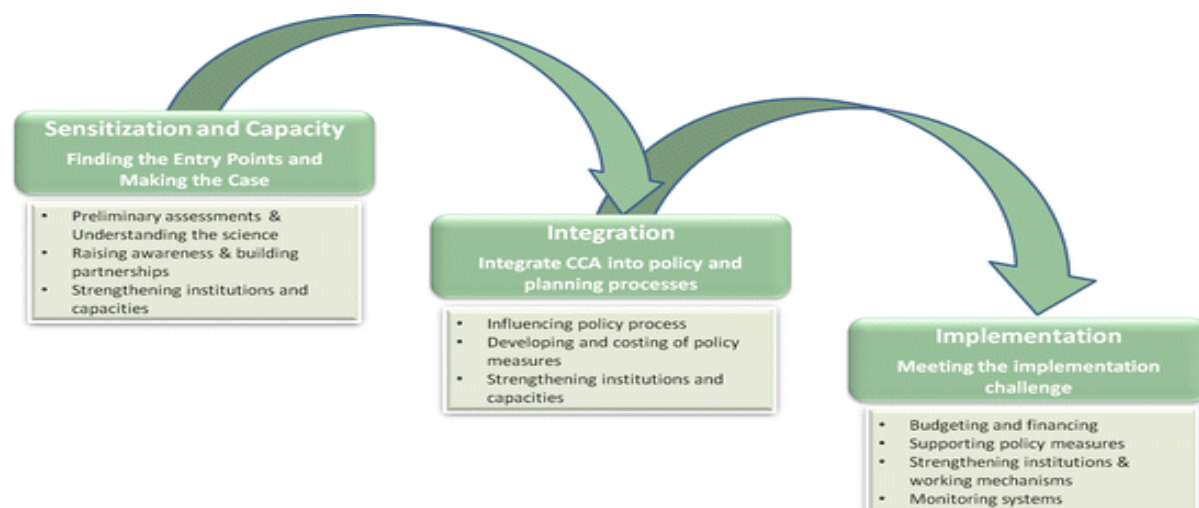 Sensitization and Capacity
Finding the Entry Points and
Making the Case
• Preliminary assessments &
Understanding the science
• Raising awareness & building
partnerships
• Strengthening institutions and
capacities
Integration
Integrate CCA into policy and
planning processes
• Influencing policy process
• Developing and costing of policy
measures
• Strengthening institutions and
capacities
Implementation
Meeting the implementation
challenge
• Budgeting and financing
• Supporting policy measures
• Strengthening institutions &
working mechanisms
• Monitoring systems